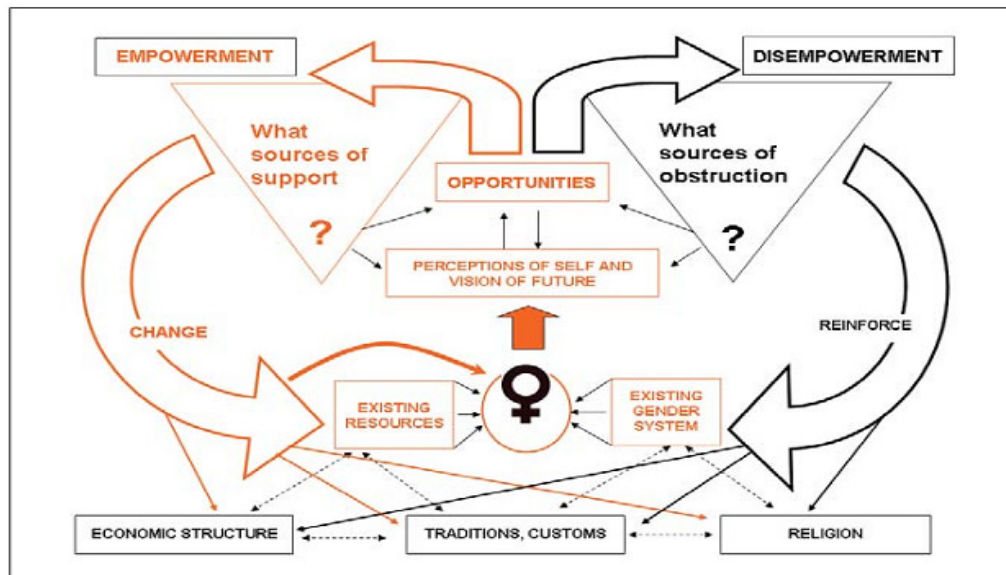 EMPOWERMENT
DISEMPOWERMENT
What
sources of
support
?
What
sources of
obstruction
?
OPPORTUNITIES
PERCEPTIONS OF SELF AND
VISION OF FUTURE
CHANGE
REINFORCE
EXISTING
RESOURCES
EXISTING
GENDER
SYSTEM
ECONOMIC STRUCTURE
TRADITIONS, CUSTOMS
RELIGION